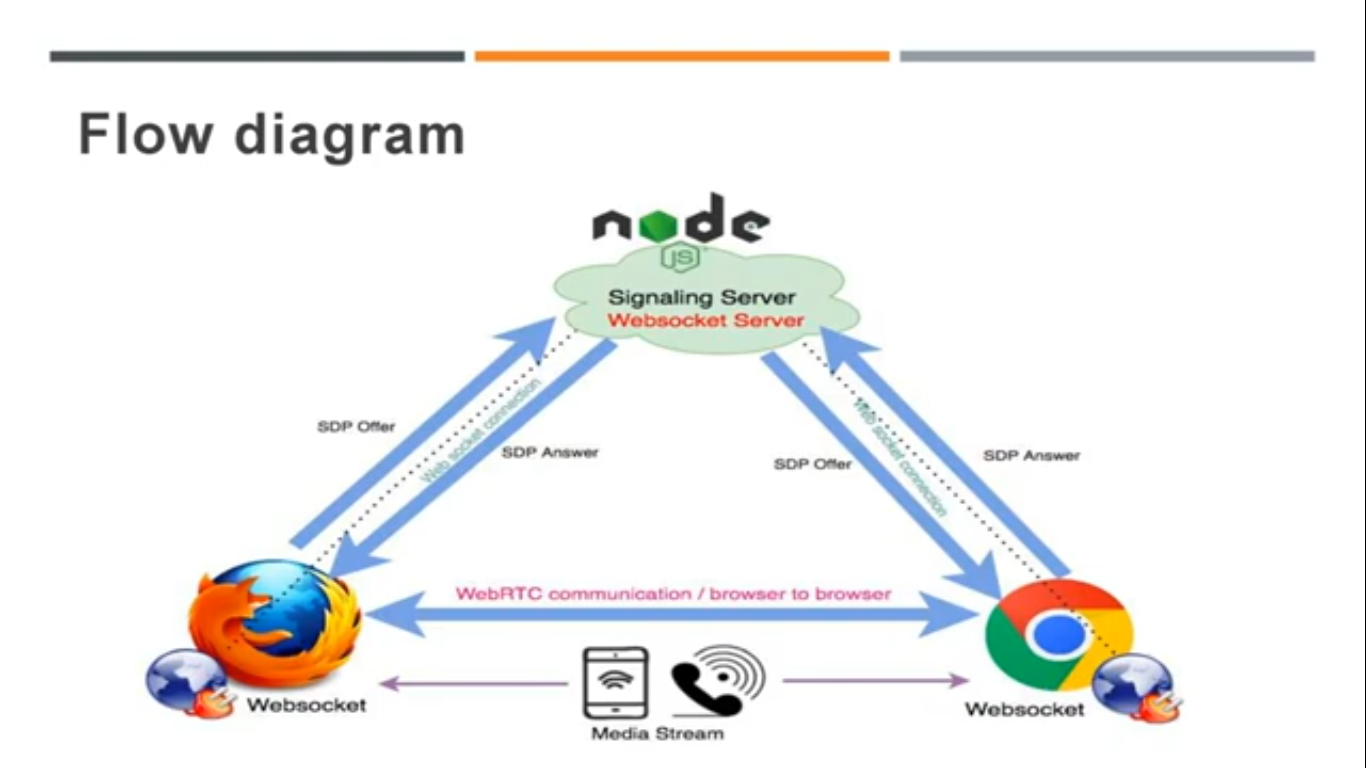 Flow diagram
node
JS
Signaling Server
Websocket Server
SDP Offer
Web socket connection
SDP Answer
SDP Offer
Web socket connection
SDP Answer
WebRTC communication / browser to browser
Websocket
Media Stream
Websocket